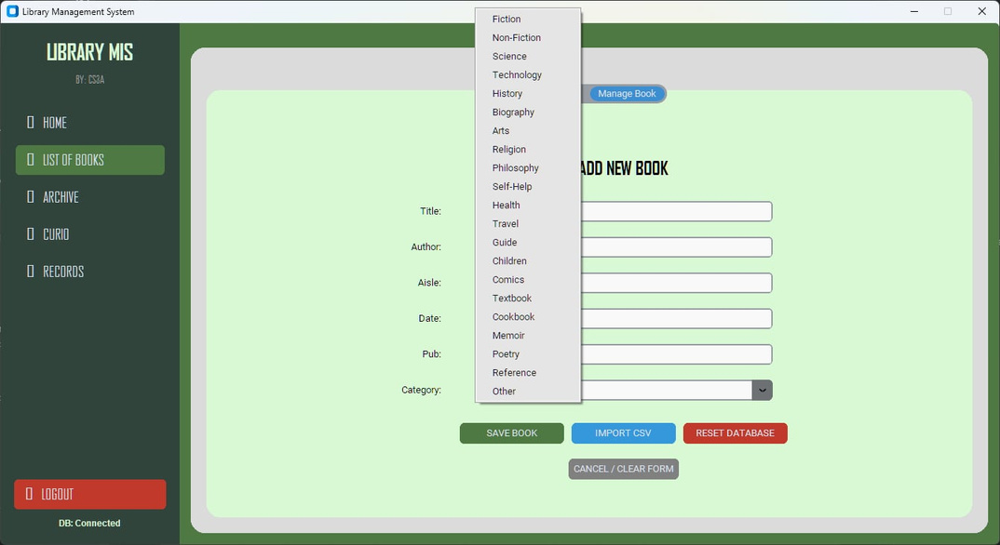 Library Management System
LIBRARY MIS
BY: CS3A
HOME
LIST OF BOOKS
ARCHIVE
CURIO
RECORDS
LOGOUT
DB: Connected
Manage Book
ADD NEW BOOK
Title:
Author:
Aisle:
Date:
Pub:
Category:
Fiction
Non-Fiction
Science
Technology
History
Biography
Arts
Religion
Philosophy
Self-Help
Health
Travel
Guide
Children
Comics
Textbook
Cookbook
Memoir
Poetry
Reference
Other
SAVE BOOK
IMPORT CSV
RESET DATABASE
CANCEL / CLEAR FORM